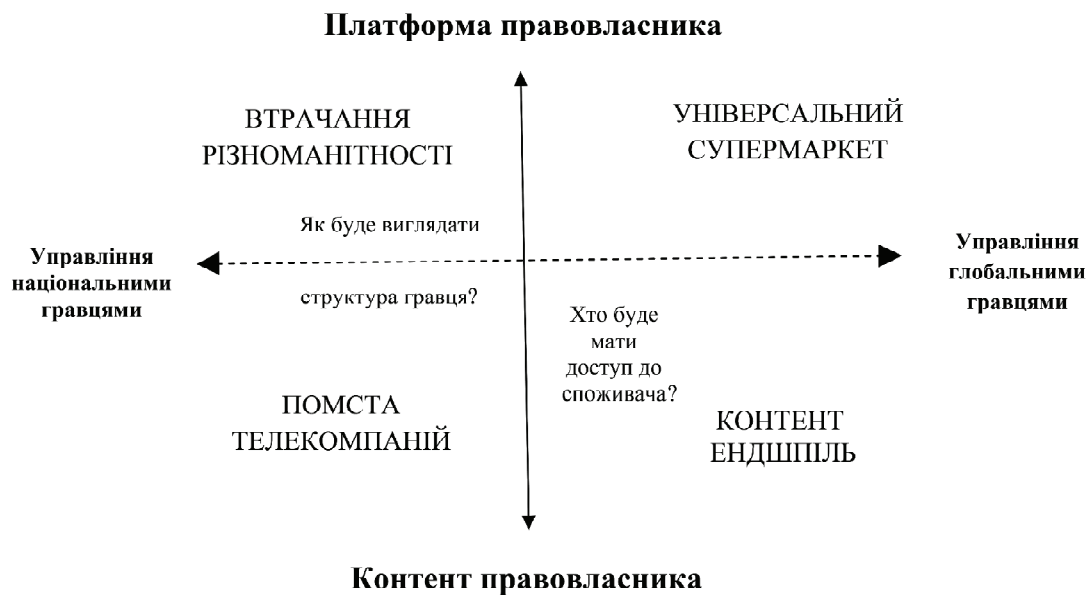 Платформа правовласника
ВТРАЧАННЯ
РІЗНОМАНІТНОСТІ
УНІВЕРСАЛЬНИЙ
СУПЕРМАРКЕТ
Як буде виглядати
структура гравця?
Управління
національними
гравцями
Управління
глобальними
гравцями
Хто буде
мати
доступ до
споживача?
ПОМСТА
ТЕЛЕКОМПАНІЙ
КОНТЕНТ
ЕНДШПІЛЬ
Контент правовласника